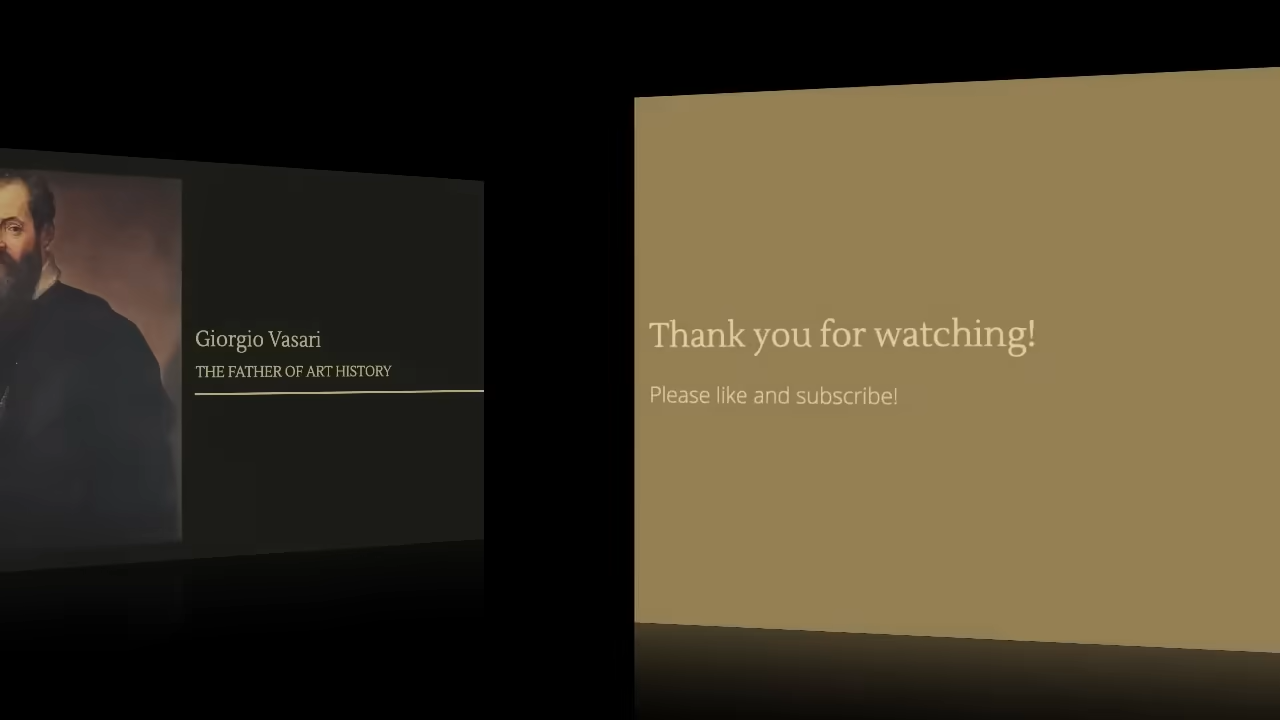 Giorgio Vasari
THE FATHER OF ART HISTORY
Thank you for watching!
Please like and subscribe!